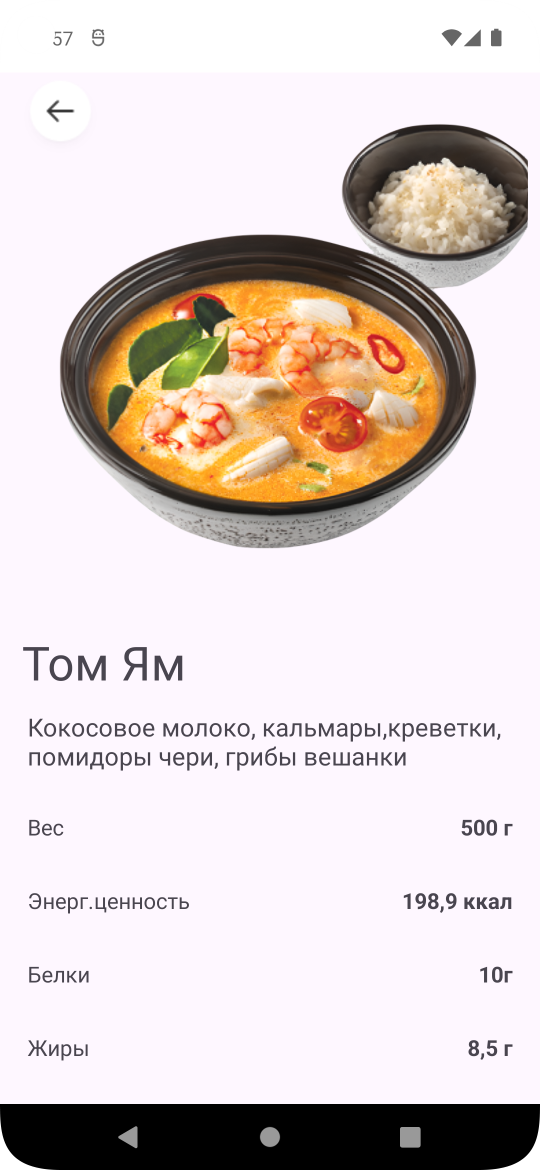 57
Том Ям
Кокосовое молоко, кальмары,креветки,
помидоры чери, грибы вешанки
Вес 500 г
Энерг.ценность 198,9 ккал
Белки 10г
Жиры 8,5 г